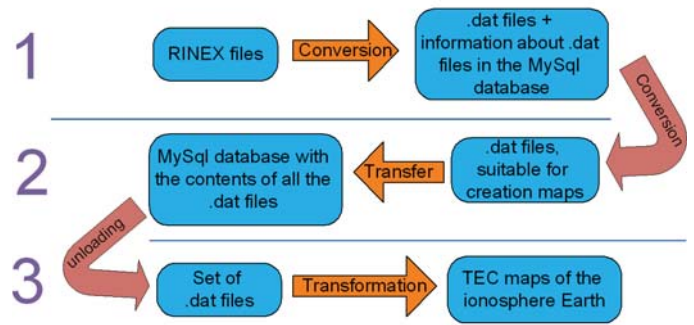 1
RINEX files
Conversion
.dat files +
information about .dat
files in the MySql
database
Conversion
2
.dat files,
suitable for
creation maps
Transfer
MySql database with
the contents of all the
.dat files
unloading
3
Set of
.dat files
Transformation
TEC maps of the
ionosphere Earth